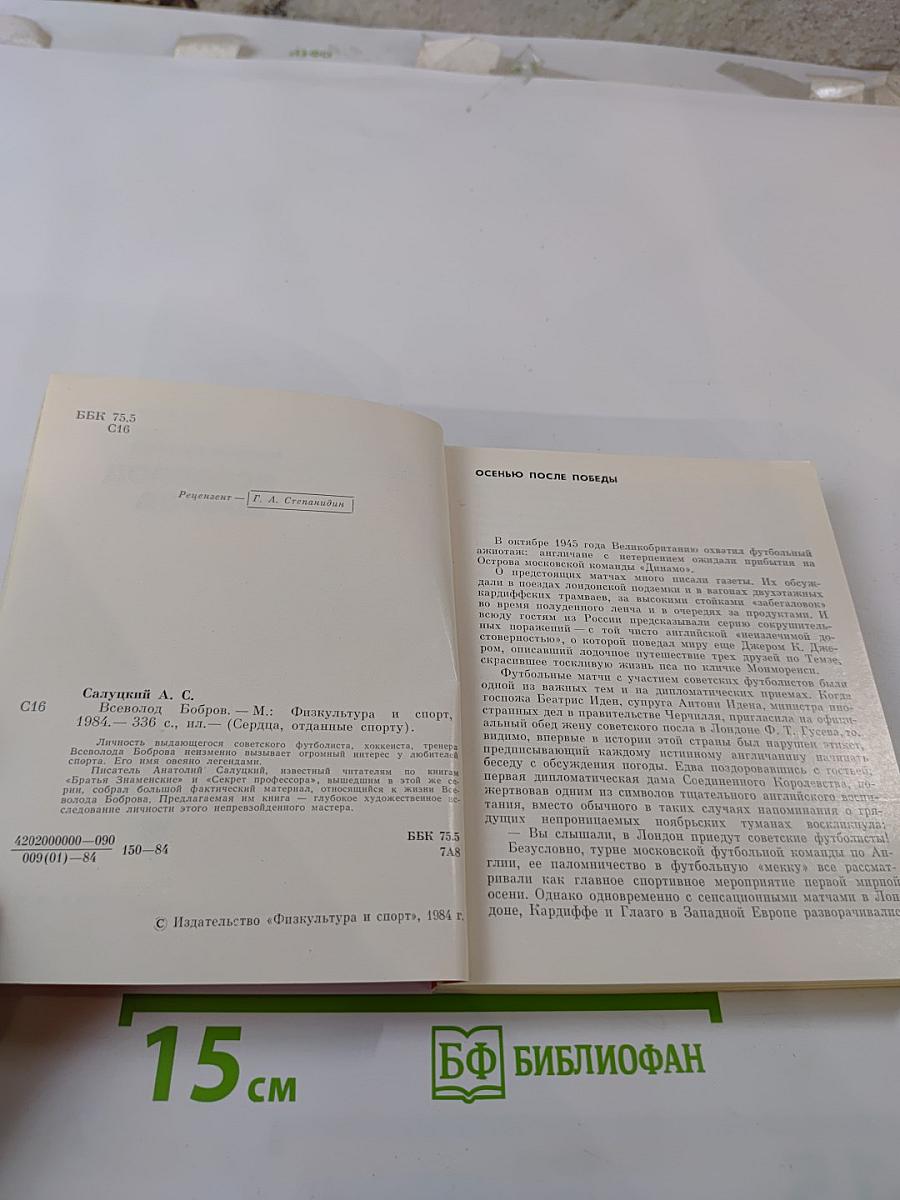 ББК 75.5
С16
Рецензент — Г. А. Степанидин
Салуцкий А. С.
С16 Всеволод Бобров. — М.: Физкультура и спорт,
1984.— 336 с., ил.— (Сердца, отданные спорту).
Личность выдающегося советского футболиста, хоккеиста, тренера
Всеволода Боброва неизменно вызывает огромный интерес у любителей
спорта. Его имя овеяно легендами.
Писатель Анатолий Салуцкий, известный читателям по книгам
«Братья Знаменские» и «Секрет профессора», вышедшим в этой же се-
рии, собрал большой фактический материал, относящийся к жизни Все-
волода Боброва. Предлагаемая им книга — глубокое художественное ис-
следование личности этого непревзойденного мастера.
4202000000—090
009(01)—84
150—84
ББК 75.5
7А8
© Издательство «Физкультура и спорт», 1984 г.
ОСЕНЬЮ ПОСЛЕ ПОБЕДЫ
В октябре 1945 года Великобританию охватил футбольный
ажиотаж: англичане с нетерпением ожидали прибытия на
Острова московской команды «Динамо».
О предстоящих матчах много писали газеты. Их обсуж-
дали в поездах лондонской подземки и в вагонах двухэтажных
кардиффских трамваев, за высокими стойками «забегаловок»
во время полуденного ленча и в очередях за продуктами. И
всюду гостям из России предсказывали серию сокрушитель-
ных поражений — с той чисто английской «неизлечимой до-
стоверностью», о которой поведал миру еще Джером К. Дже-
ром, описавший лодочное путешествие трех друзей по Темзе,
скрасившее тоскливую жизнь пса по кличке Монморенси.
Футбольные матчи с участием советских футболистов были
одной из важных тем и на дипломатических приемах. Когда
госпожа Беатрис Иден, супруга Антони Идена, министра ино-
странных дел в правительстве Черчилля, пригласила на офици-
альный обед жену советского посла в Лондоне Ф. Т. Гусева, то,
видимо, впервые в истории этой страны был нарушен этикет,
предписывающий каждому истинному англичанину начинать
беседу с обсуждения погоды. Едва поздоровавшись с гостьей,
первая дипломатическая дама Соединенного Королевства, по-
жертвовав одним из символов тщательного английского воспи-
тания, вместо обычного в таких случаях напоминания о гря-
дущих непроницаемых ноябрьских туманах воскликнула:
— Вы слышали, в Лондон приедут советские футболисты!
Безусловно, турне московской футбольной команды по Ан-
глии, ее паломничество в футбольную «мекку» все рассмат-
ривали как главное спортивное мероприятие первой мирной
осени. Однако одновременно с сенсационными матчами в Лон-
доне, Кардиффе и Глазго в Западной Европе разворачивались
15 см
БФ БИБЛИОФАН